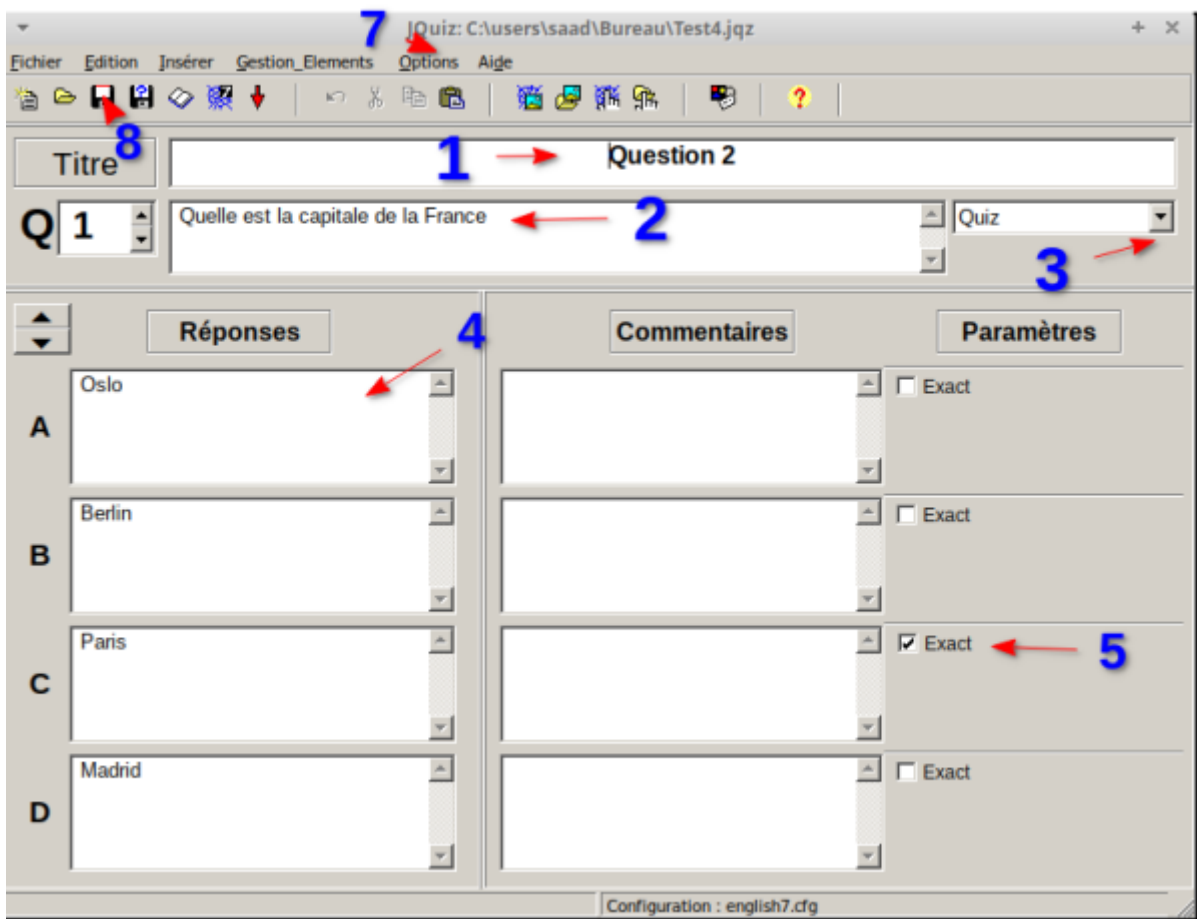 JQuiz: C:\users\saad\Bureau\Test4.jqz
7
Fichier Edition Insérer Gestion_Elements Options Aide
8
Titre
1
Question 2
Q 1
Quelle est la capitale de la France
2
Quiz
3
Réponses
4
Commentaires
Paramètres
A
Oslo
Exact
B
Berlin
Exact
C
Paris
Exact
5
D
Madrid
Exact
Configuration : english7.cfg